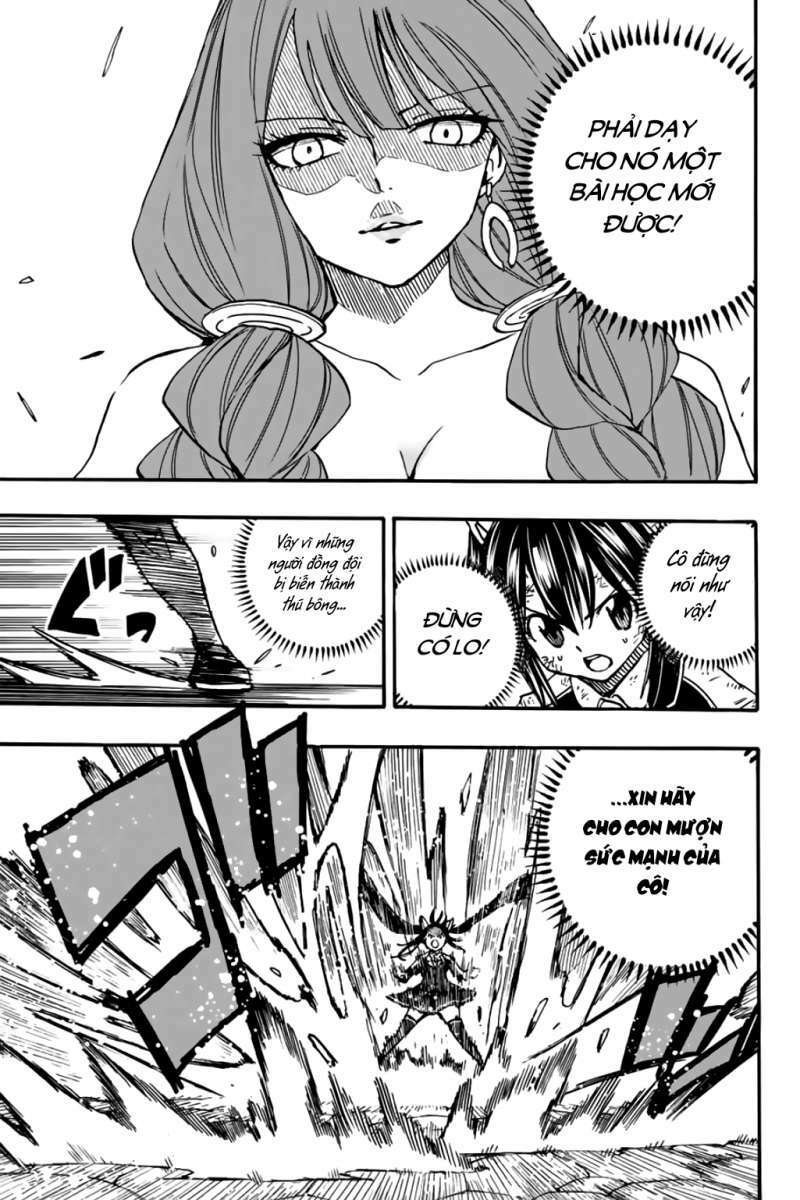 PHẢI DẠY
CHO NÓ MỘT
BÀI HỌC MỚI
ĐƯỢC!
Cô đừng
nói như
vậy!
ĐỪNG
CÓ LO!
Vậy vì những
người đồng đội
bị biến thành
thú bông...
...XIN HÃY
CHO CON MƯỢN
SỨC MẠNH CỦA
CÔ!